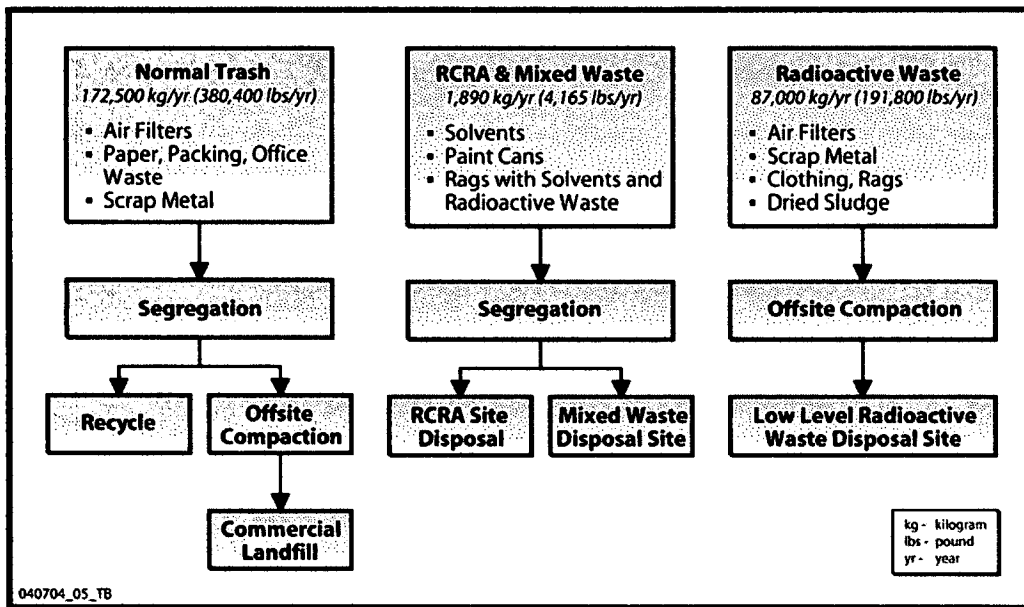 Normal Trash
172,500 kg/yr (380,400 lbs/yr)
▪ Air Filters
▪ Paper, Packing, Office
Waste
▪ Scrap Metal
RCRA & Mixed Waste
1,890 kg/yr (4,165 lbs/yr)
▪ Solvents
▪ Paint Cans
▪ Rags with Solvents and
Radioactive Waste
Radioactive Waste
87,000 kg/yr (191,800 lbs/yr)
▪ Air Filters
▪ Scrap Metal
▪ Clothing, Rags
▪ Dried Sludge
Segregation
Segregation
Offsite Compaction
Recycle
Offsite
Compaction
RCRA Site
Disposal
Mixed Waste
Disposal Site
Low Level Radioactive
Waste Disposal Site
Commercial
Landfill
kg - kilogram
lbs - pound
yr - year
040704_05_TB